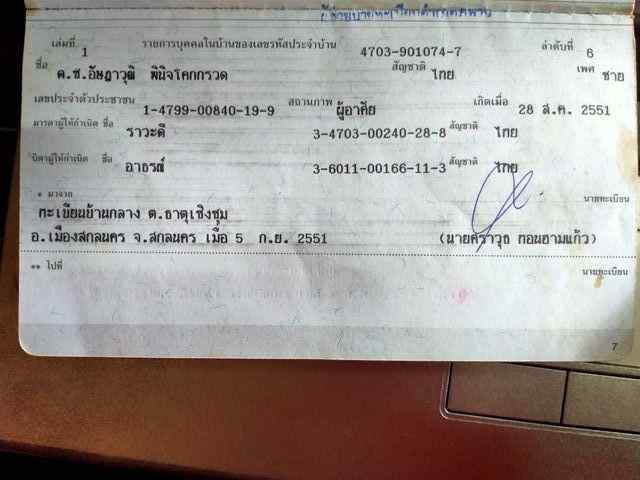 เล่มที่ 1 รายการบุคคลในบ้านของเลขรหัสประจำบ้าน 4703-901074-7 ลำดับที่ 6
ชื่อ ด.ช.อัษฎาวุฒิ พินิจโคกกรวด สัญชาติ ไทย เพศ ชาย
เลขประจำตัวประชาชน 1-4799-00840-19-9 สถานภาพ ผู้อาศัย เกิดเมื่อ 28 ส.ค. 2551
มารดาผู้ให้กำเนิด ชื่อ ราวะดี 3-4703-00240-28-8 สัญชาติ ไทย
บิดาผู้ให้กำเนิด ชื่อ อาธรณ์ 3-6011-00166-11-3 สัญชาติ ไทย
* มาจาก นายทะเบียน
ทะเบียนบ้านกลาง ต.ธาตุเชิงชุม
อ.เมืองสกลนคร จ.สกลนคร เมื่อ 5 ก.ย. 2551 (นายศราวุธ ทอนฮามแก้ว)
** ไปที่ นายทะเบียน
7